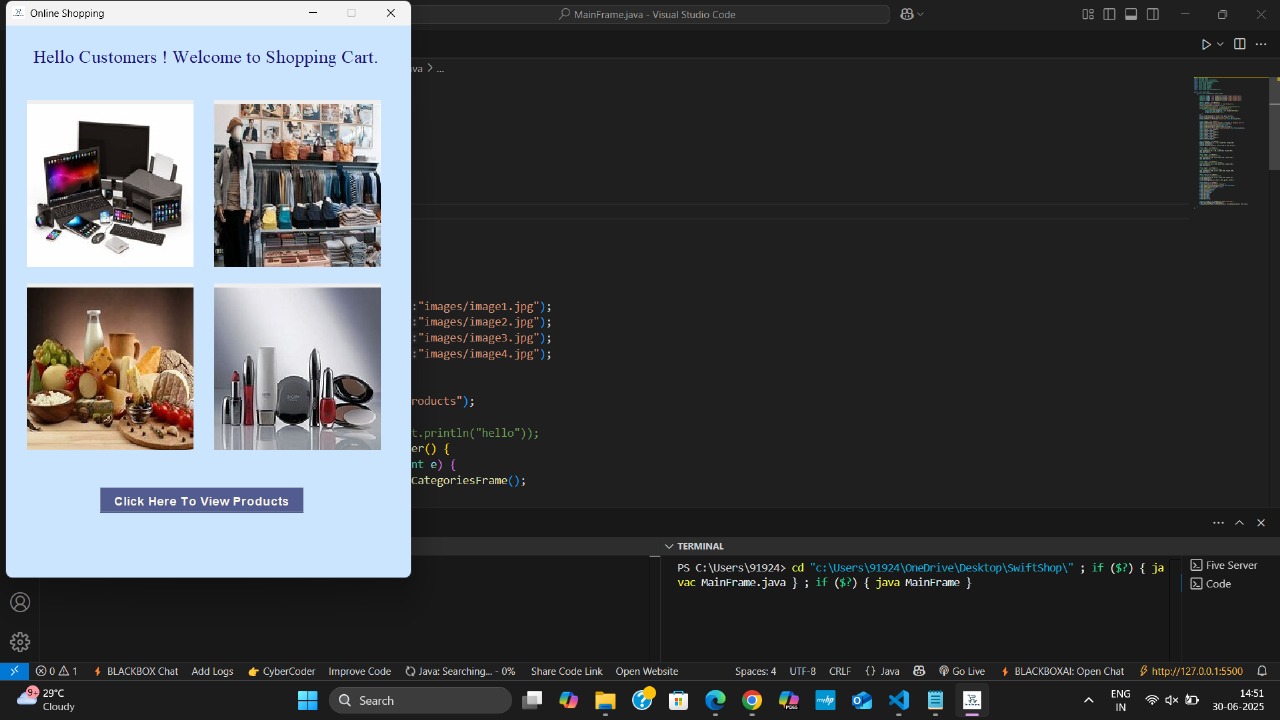 Online Shopping
MainFrame.java - Visual Studio Code
Hello Customers ! Welcome to Shopping Cart.
va > ...
:"images/image1.jpg");
:"images/image2.jpg");
:"images/image3.jpg");
:"images/image4.jpg");
roducts");
t.println("hello"));
er() {
nt e) {
CategoriesFrame();
Click Here To View Products
TERMINAL
PS C:\Users\91924> cd "c:\Users\91924\OneDrive\Desktop\SwiftShop\" ; if ($?) { ja
vac MainFrame.java } ; if ($?) { java MainFrame }
Five Server
Code
0 1 BLACKBOX Chat Add Logs CyberCoder Improve Code Java: Searching... - 0% Share Code Link Open Website Spaces: 4 UTF-8 CRLF {} Java Go Live BLACKBOXAI: Open Chat http://127.0.0.1:5500
9+
29°C
Cloudy
Search
ENG
IN
14:51
30-06-2025